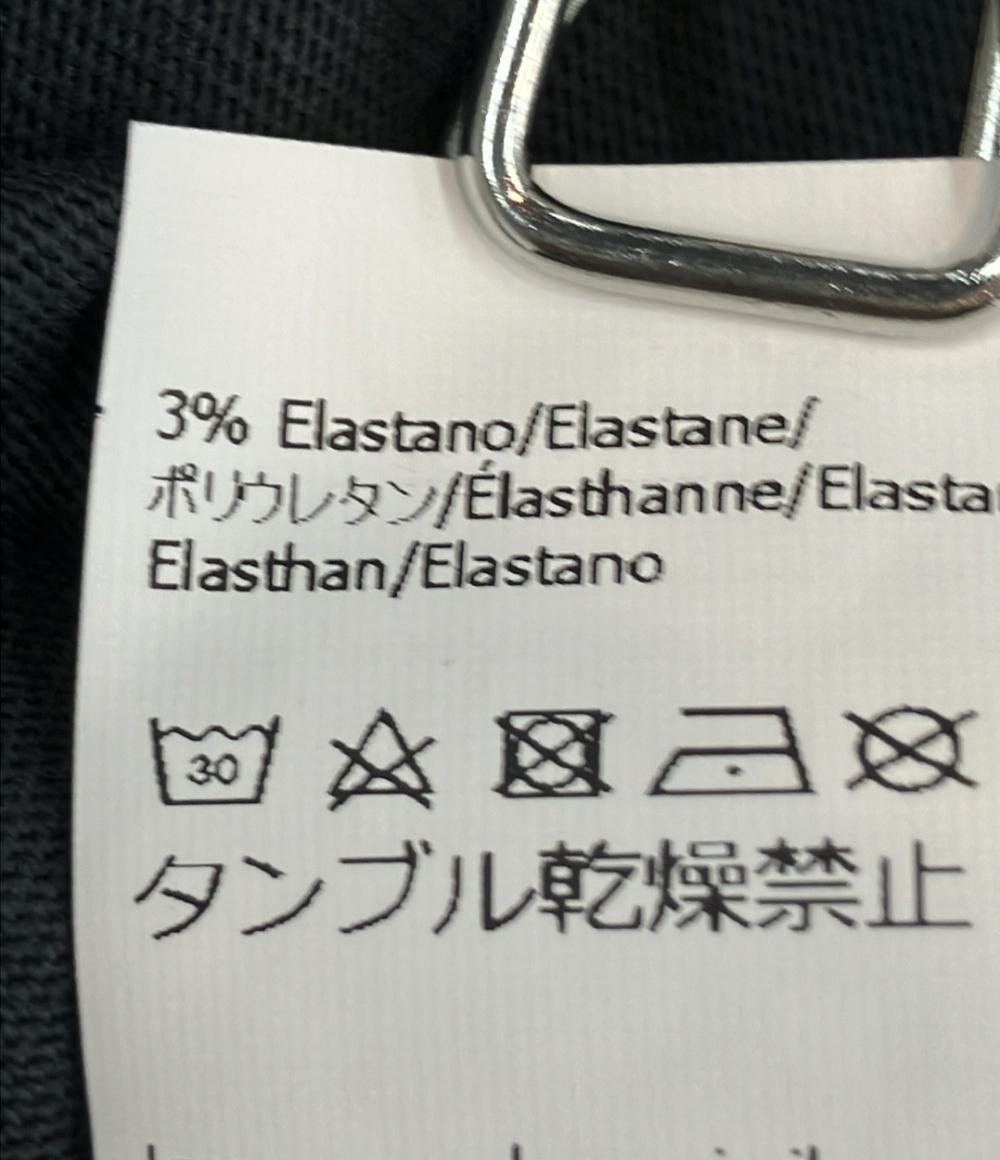 3% Elastano/Elastane/
ポリウレタン/Élasthanne/
Elasthan/Elastano
30
タンブル乾燥禁止